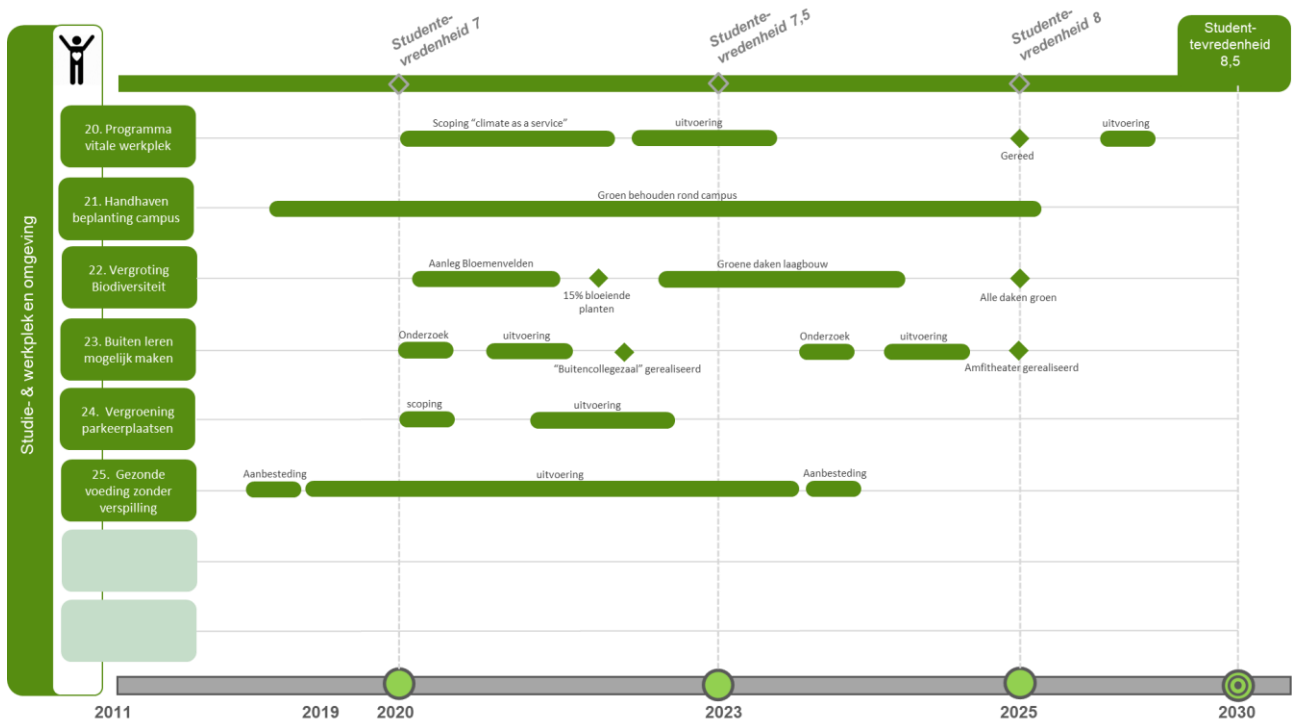 Studente-
vredenheid 7
Studente-
vredenheid 7,5
Studente-
vredenheid 8
Student-
tevredenheid
8,5
Studie- & werkplek en omgeving
20. Programma
vitale werkplek
Scoping "climate as a service"
uitvoering
Gereed
uitvoering
21. Handhaven
beplanting campus
Groen behouden rond campus
22. Vergroting
Biodiversiteit
Aanleg Bloemenvelden
15% bloeiende
planten
Groene daken laagbouw
Alle daken groen
23. Buiten leren
mogelijk maken
Onderzoek
uitvoering
"Buitencollegezaal" gerealiseerd
Onderzoek
uitvoering
Amfitheater gerealiseerd
24. Vergroening
parkeerplaatsen
scoping
uitvoering
25. Gezonde
voeding zonder
verspilling
Aanbesteding
uitvoering
Aanbesteding
2011
2019
2020
2023
2025
2030